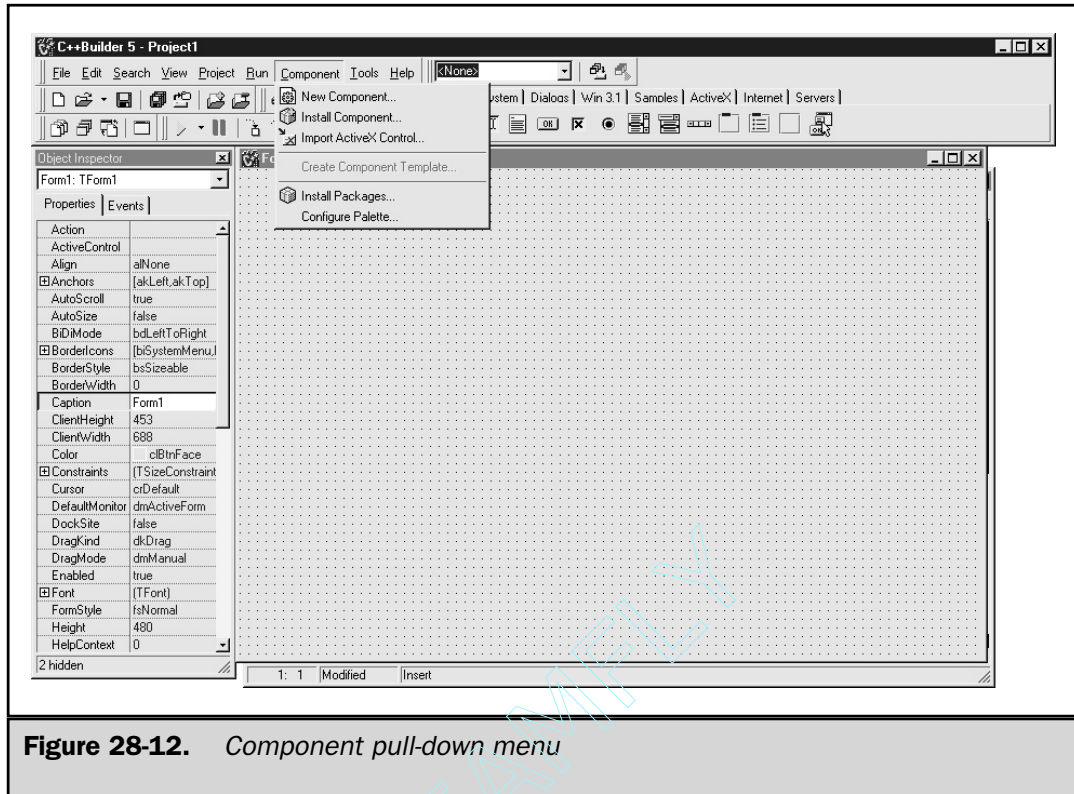 C++Builder 5 - Project1
File Edit Search View Project Run Component Tools Help <None>
New Component...
Install Component...
Import ActiveX Control...
Create Component Template...
Install Packages...
Configure Palette...
Dialogs Win 3.1 Samples ActiveX Internet Servers
OK
OK
Object Inspector
Form1: TForm1
Properties Events
Action
ActiveControl
Align alNone
Anchors [akLeft,akTop]
AutoScroll true
AutoSize false
BiDiMode bdLeftToRight
BorderIcons [biSystemMenu,
BorderStyle bsSizeable
BorderWidth 0
Caption Form1
ClientHeight 453
ClientWidth 688
Color clBtnFace
Constraints (TSizeConstraint
Cursor crDefault
DefaultMonitor dmActiveForm
DockSite false
DragKind dkDrag
DragMode dmManual
Enabled true
Font (TFont)
FormStyle fsNormal
Height 480
HelpContext 0
2 hidden
1: 1 Modified Insert
Figure 28-12. Component pull-down menu